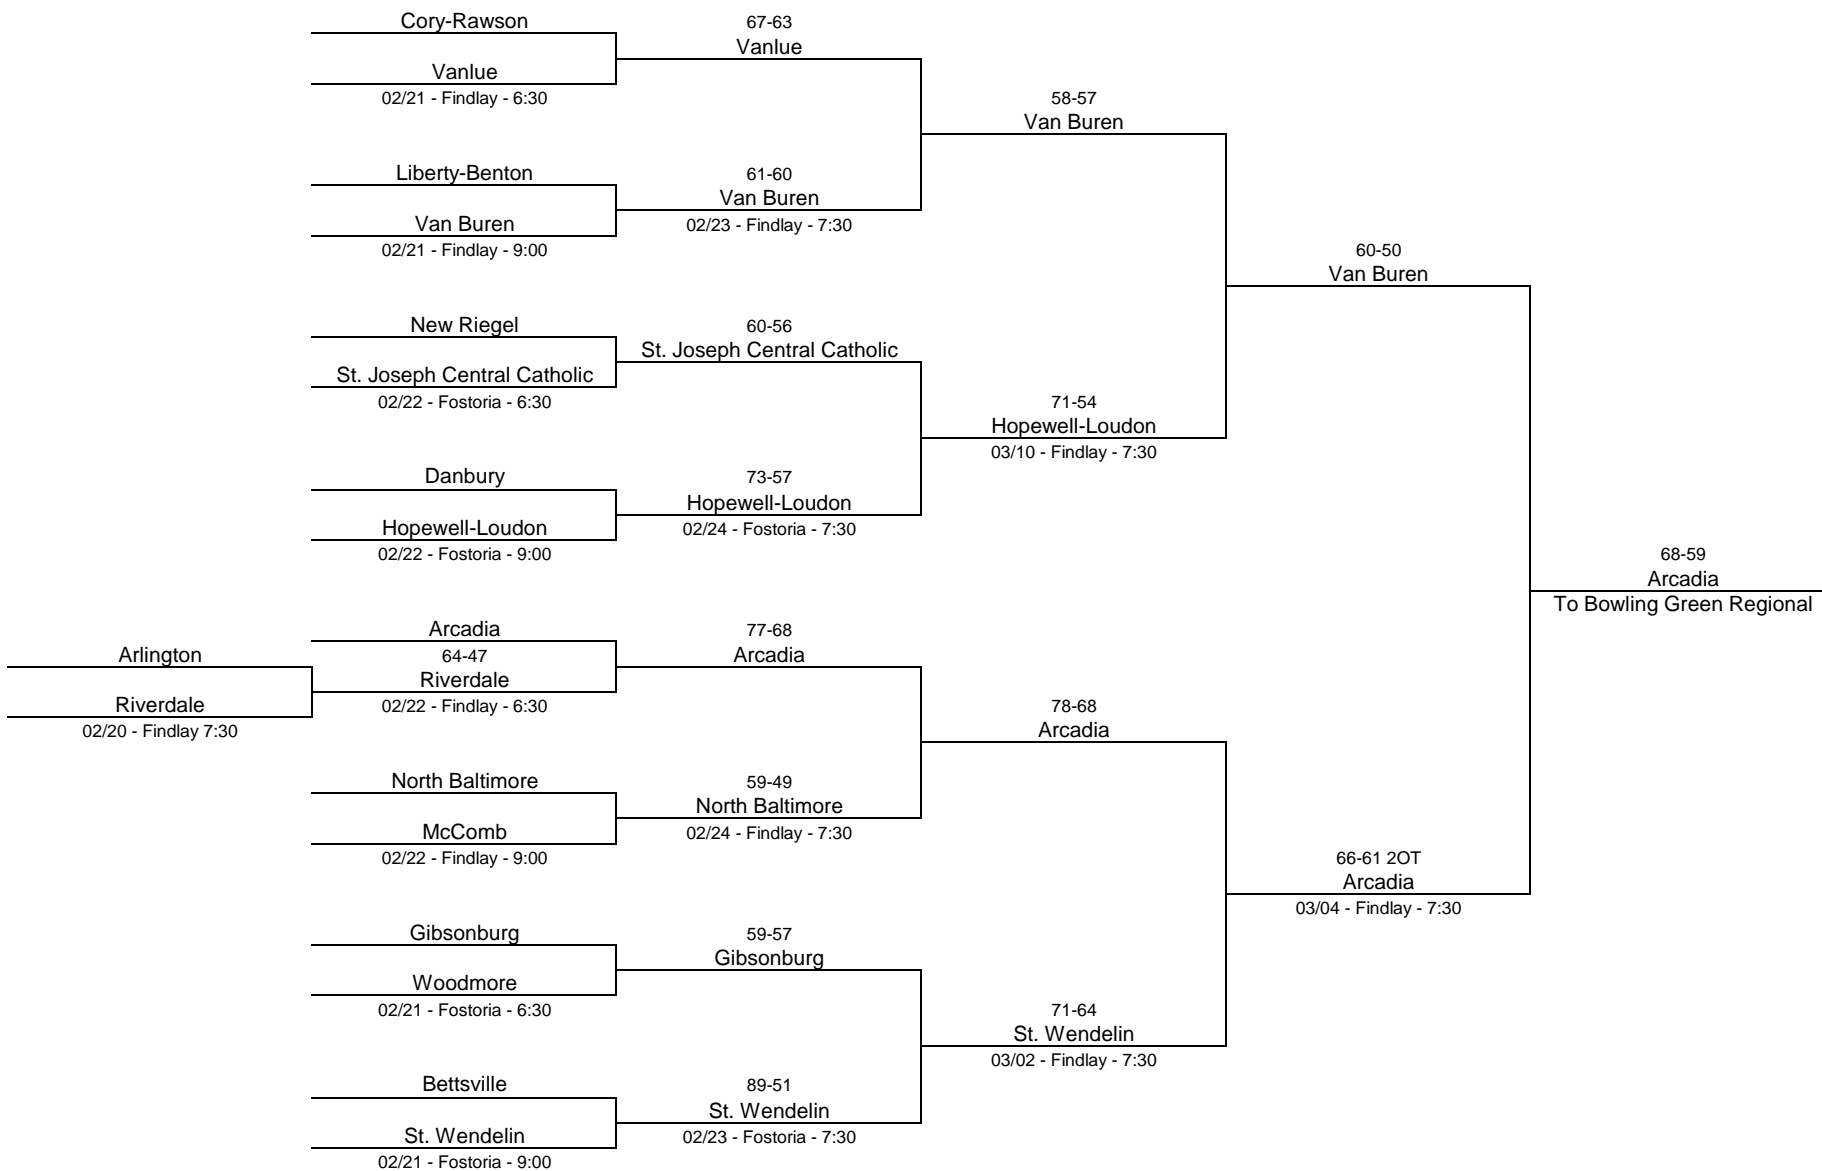 Cory-Rawson
67-63
Vanlue
Vanlue
02/21 - Findlay - 6:30
58-57
Van Buren
Liberty-Benton
61-60
Van Buren
Van Buren
02/23 - Findlay - 7:30
02/21 - Findlay - 9:00
60-50
Van Buren
New Riegel
60-56
St. Joseph Central Catholic
St. Joseph Central Catholic
02/22 - Fostoria - 6:30
71-54
Hopewell-Loudon
03/10 - Findlay - 7:30
Danbury
73-57
Hopewell-Loudon
Hopewell-Loudon
02/24 - Fostoria - 7:30
02/22 - Fostoria - 9:00
68-59
Arcadia
To Bowling Green Regional
Arcadia
77-68
Arlington
64-47
Arcadia
Riverdale
Riverdale
02/22 - Findlay - 6:30
02/20 - Findlay 7:30
78-68
Arcadia
North Baltimore
59-49
North Baltimore
McComb
02/24 - Findlay - 7:30
02/22 - Findlay - 9:00
66-61 2OT
Arcadia
03/04 - Findlay - 7:30
Gibsonburg
59-57
Gibsonburg
Woodmore
02/21 - Fostoria - 6:30
71-64
St. Wendelin
03/02 - Findlay - 7:30
Bettsville
89-51
St. Wendelin
St. Wendelin
02/23 - Fostoria - 7:30
02/21 - Fostoria - 9:00